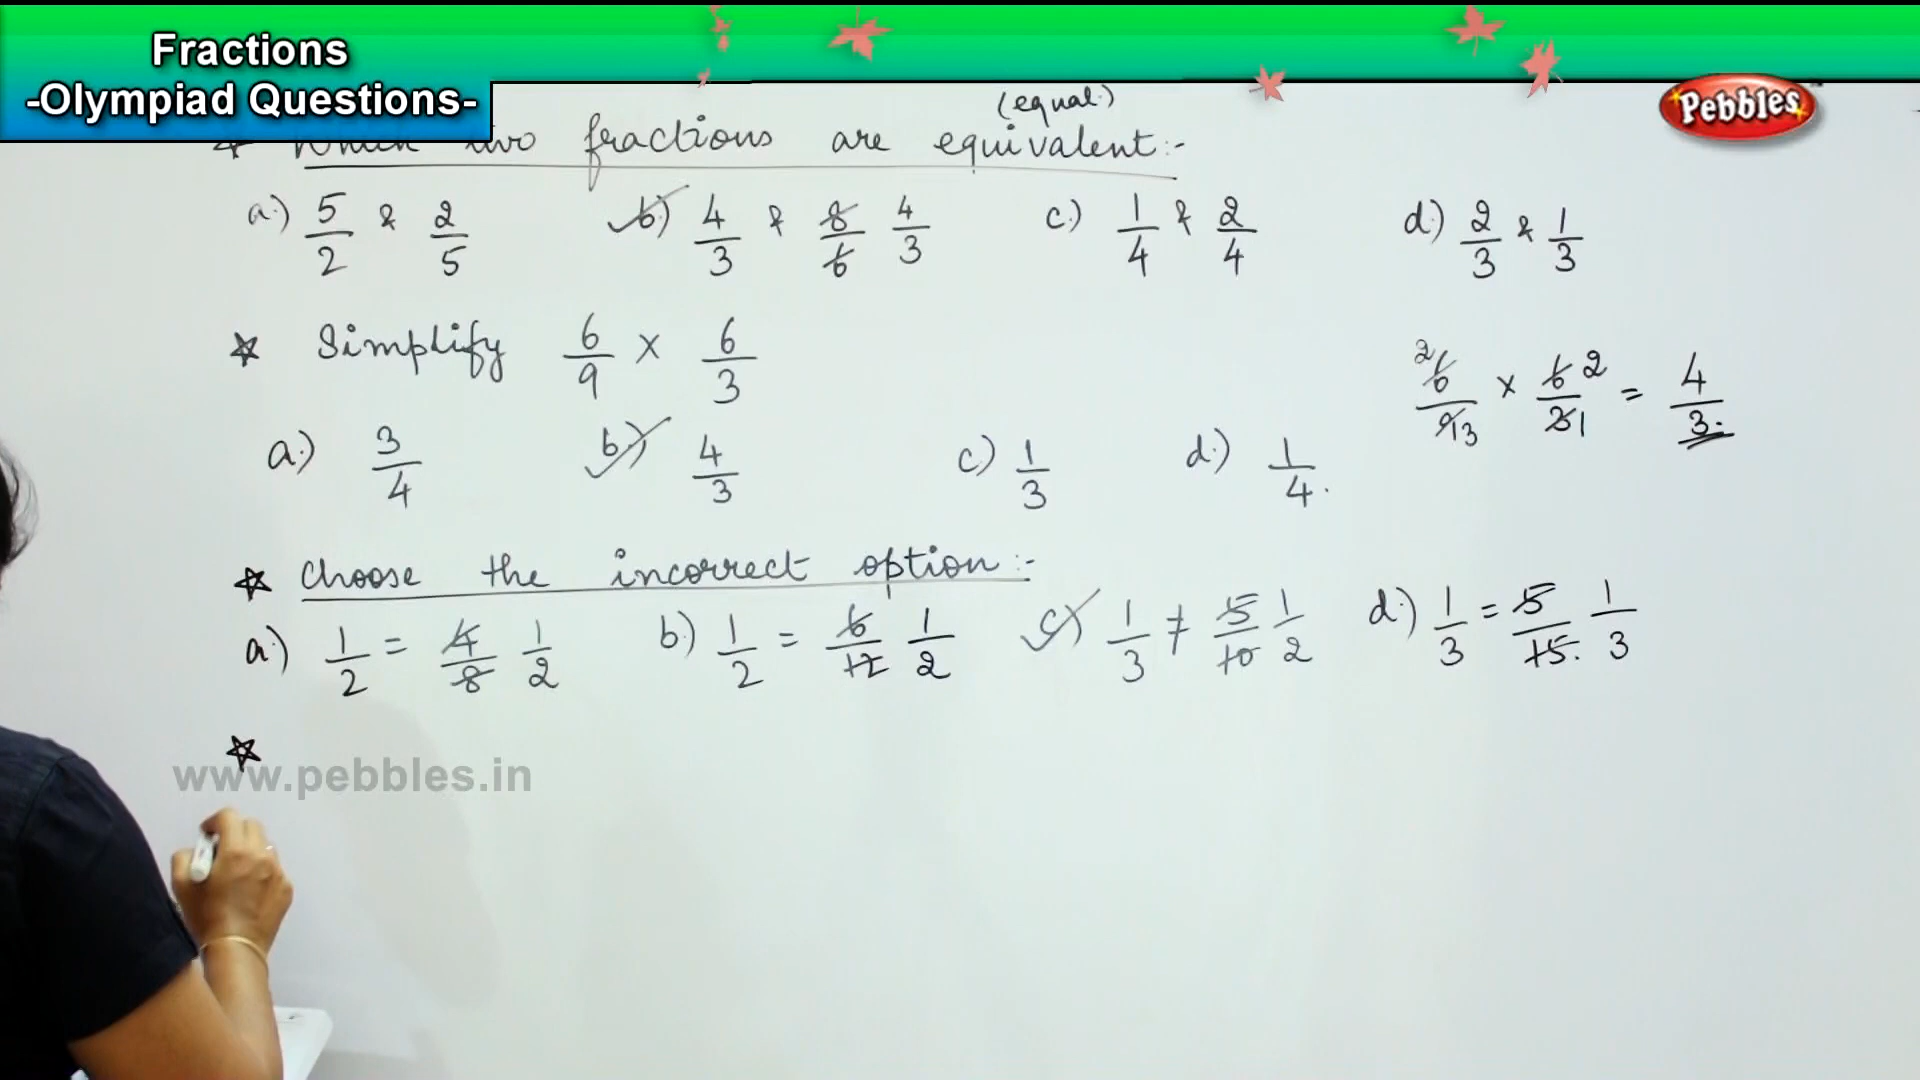 Fractions
-Olympiad Questions-
Pebbles
(equal)
Which two fractions are equivalent:-
a.) 5/2 & 2/5 b.) 4/3 & 8/6 4/3 c.) 1/4 & 2/4 d.) 2/3 & 1/3
☆ Simplify 6/9 × 6/3
2 6/9 3 × 6 2/3 1 = 4/3.
a.) 3/4 b.) 4/3 c.) 1/3 d.) 1/4.
☆ Choose the incorrect option:-
a.) 1/2 = 4/8 1/2 b.) 1/2 = 6/12 1/2 c.) 1/3 ≠ 5/10 1/2 d.) 1/3 = 5/15. 1/3
☆
www.pebbles.in